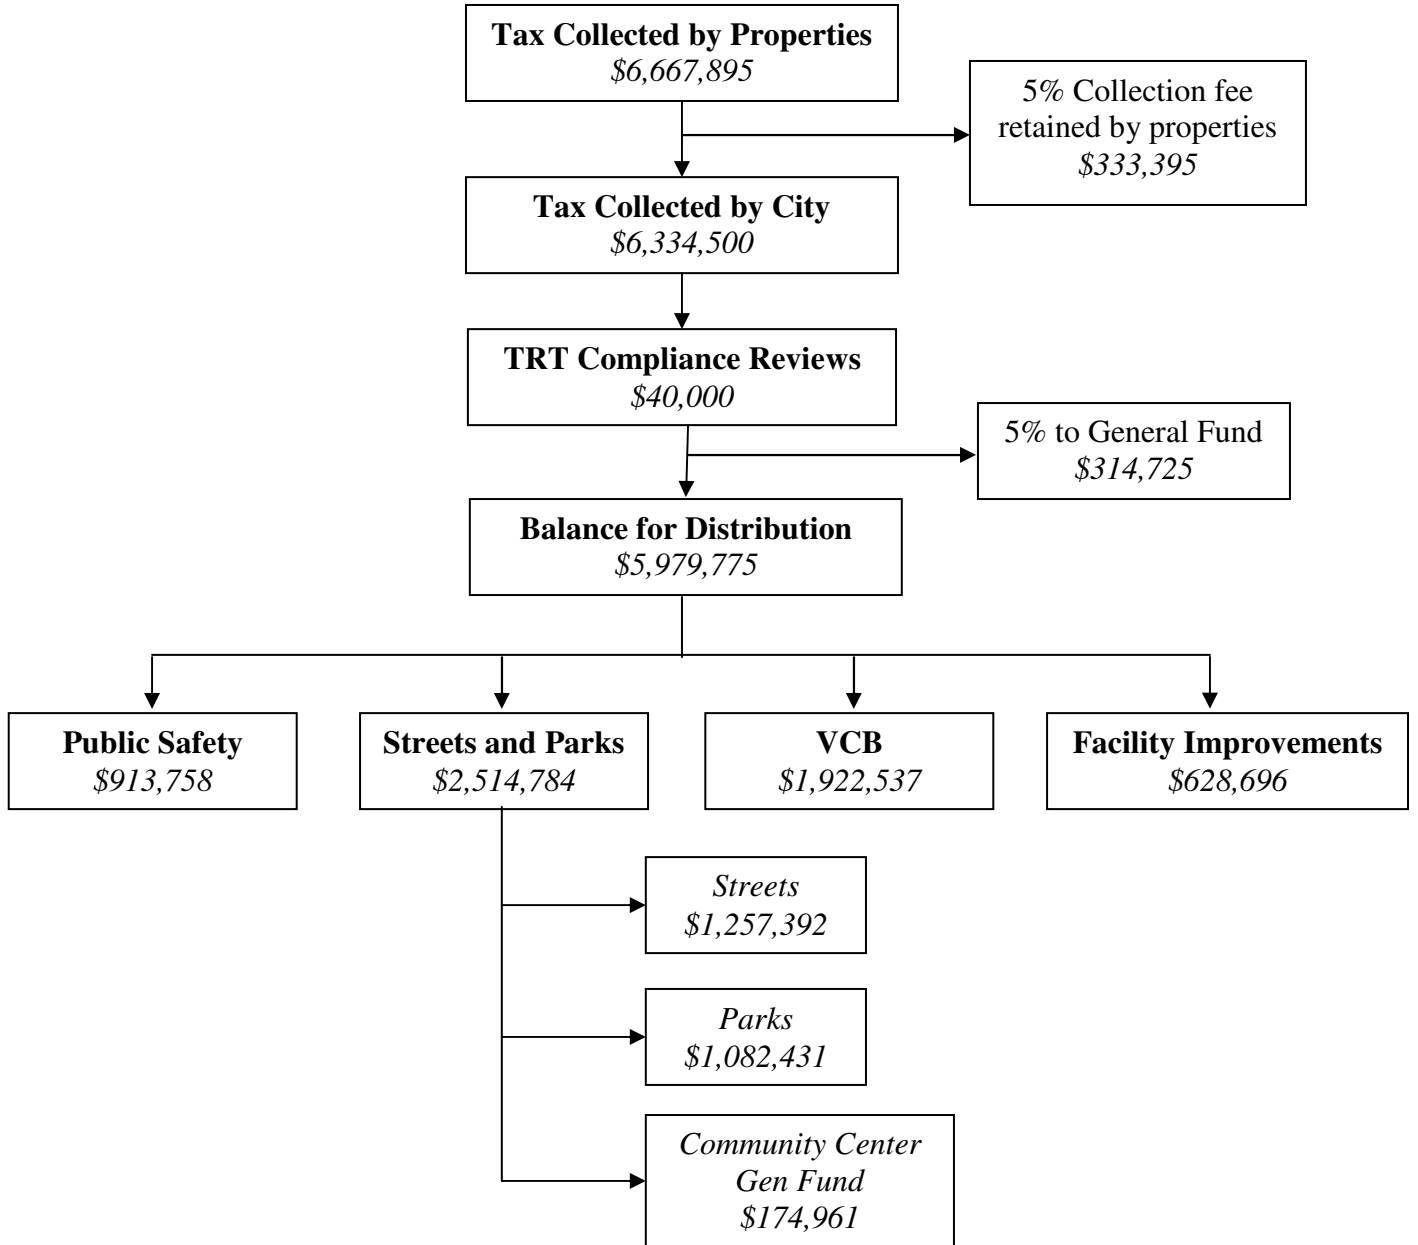 Tax Collected by Properties
$6,667,895
5% Collection fee
retained by properties
$333,395
Tax Collected by City
$6,334,500
TRT Compliance Reviews
$40,000
5% to General Fund
$314,725
Balance for Distribution
$5,979,775
Public Safety
$913,758
Streets and Parks
$2,514,784
VCB
$1,922,537
Facility Improvements
$628,696
Streets
$1,257,392
Parks
$1,082,431
Community Center
Gen Fund
$174,961